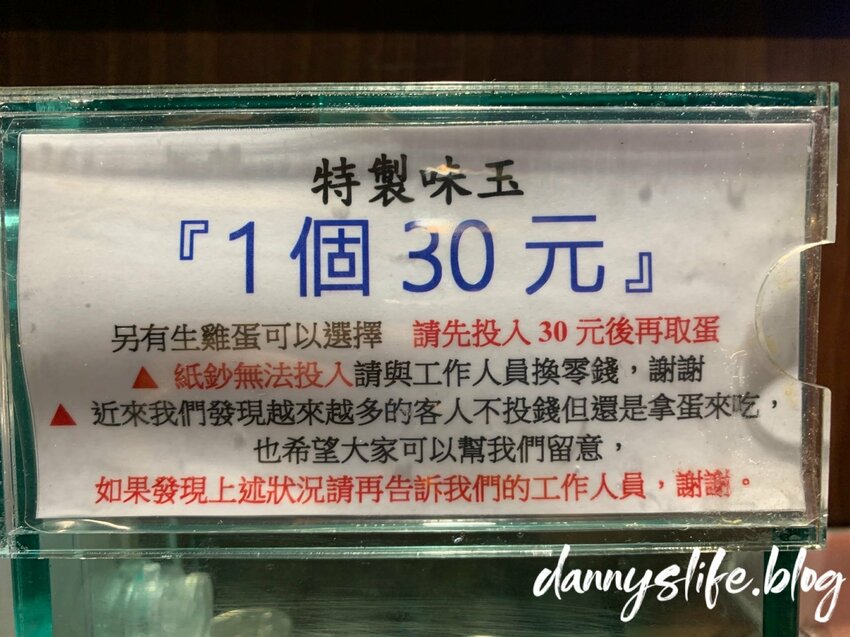 特製味玉
『1個30元』
另有生雞蛋可以選擇 請先投入30元後再取蛋
▲ 紙鈔無法投入請與工作人員換零錢，謝謝
▲ 近來我們發現越來越多的客人不投錢但還是拿蛋來吃，
也希望大家可以幫我們留意，
如果發現上述狀況請再告訴我們的工作人員，謝謝。
dannyslife.blog